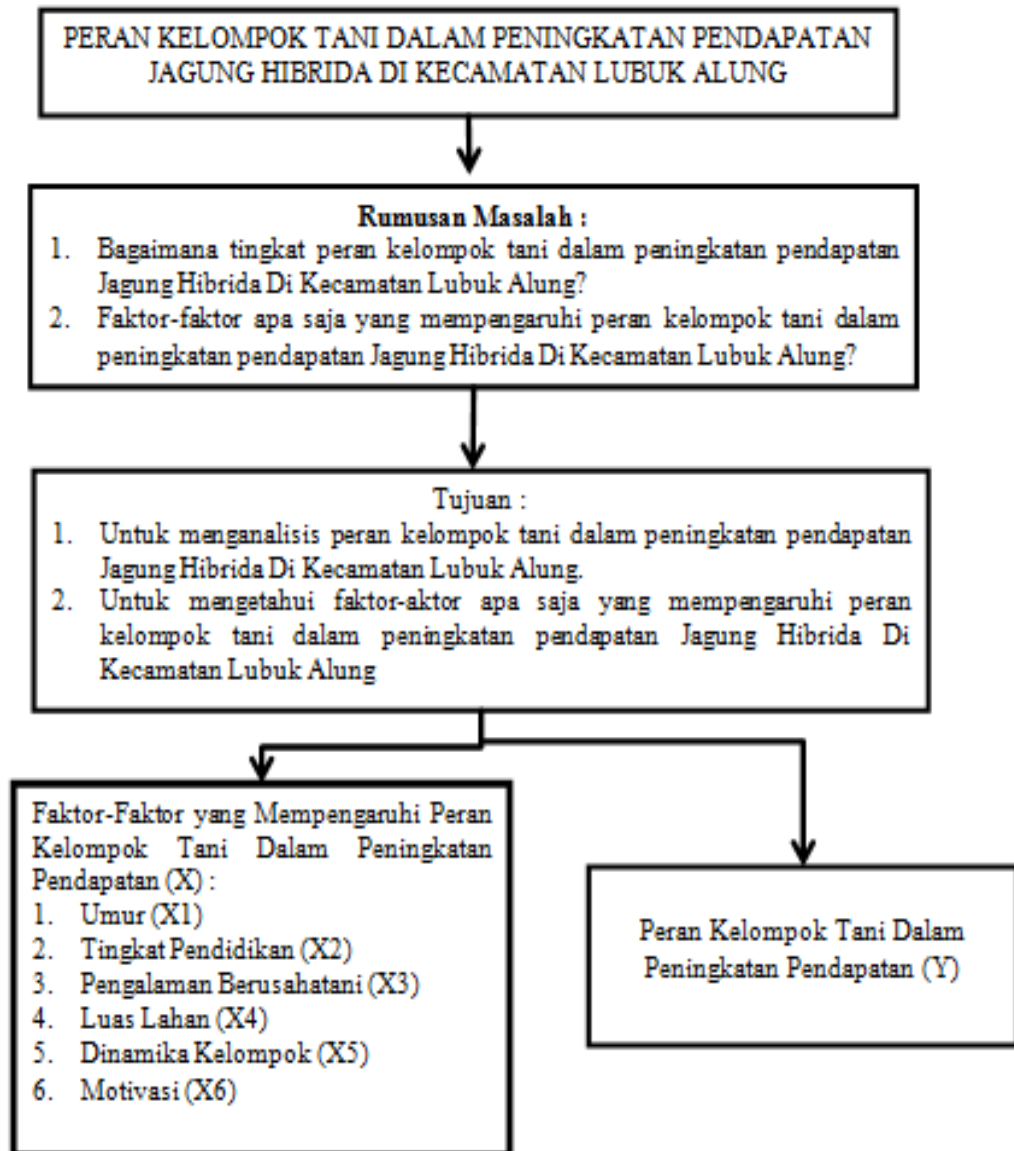 PERAN KELOMPOK TANI DALAM PENINGKATAN PENDAPATAN
JAGUNG HIBRIDA DI KECAMATAN LUBUK ALUNG
Rumusan Masalah :
1. Bagaimana tingkat peran kelompok tani dalam peningkatan pendapatan
Jagung Hibrida Di Kecamatan Lubuk Alung?
2. Faktor-faktor apa saja yang mempengaruhi peran kelompok tani dalam
peningkatan pendapatan Jagung Hibrida Di Kecamatan Lubuk Alung?
Tujuan :
1. Untuk menganalisis peran kelompok tani dalam peningkatan pendapatan
Jagung Hibrida Di Kecamatan Lubuk Alung.
2. Untuk mengetahui faktor-aktor apa saja yang mempengaruhi peran
kelompok tani dalam peningkatan pendapatan Jagung Hibrida Di
Kecamatan Lubuk Alung
Faktor-Faktor yang Mempengaruhi Peran
Kelompok Tani Dalam Peningkatan
Pendapatan (X) :
1. Umur (X1)
2. Tingkat Pendidikan (X2)
3. Pengalaman Berusahatani (X3)
4. Luas Lahan (X4)
5. Dinamika Kelompok (X5)
6. Motivasi (X6)
Peran Kelompok Tani Dalam
Peningkatan Pendapatan (Y)